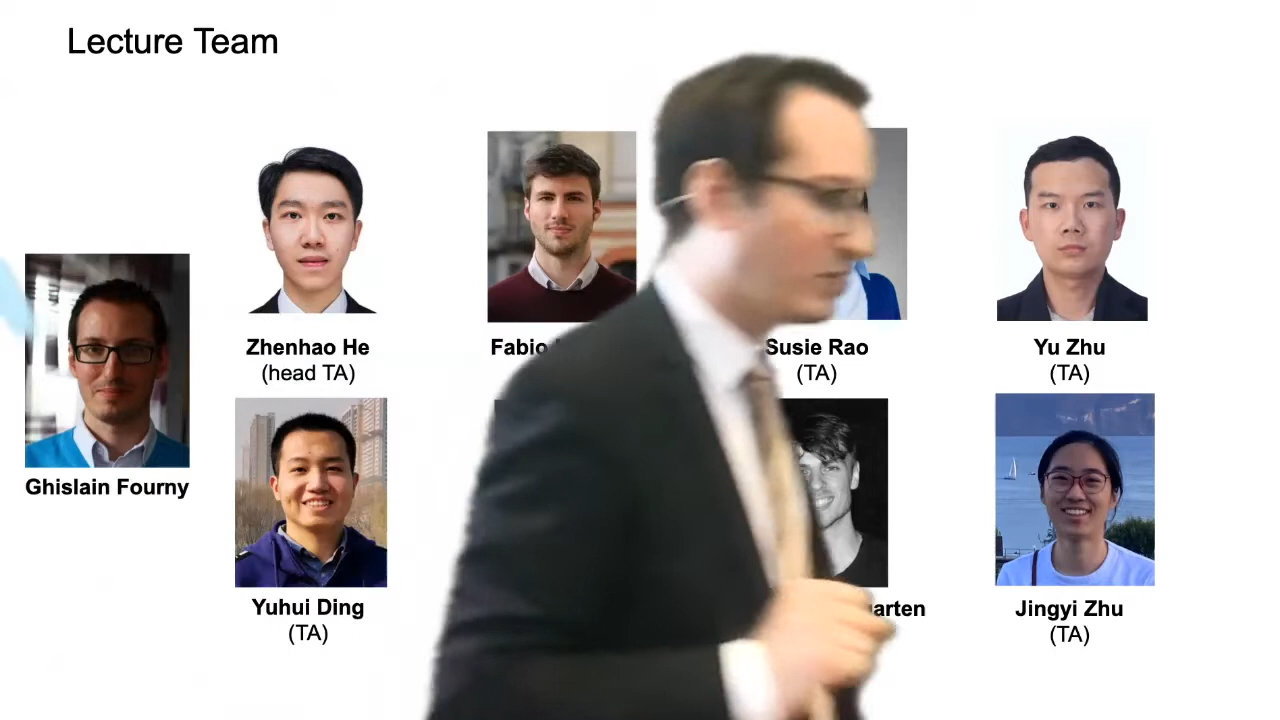 Lecture Team
Zhenhao He
(head TA)
Fabio
Susie Rao
(TA)
Yu Zhu
(TA)
Ghislain Fourny
Yuhui Ding
(TA)
Jingyi Zhu
(TA)